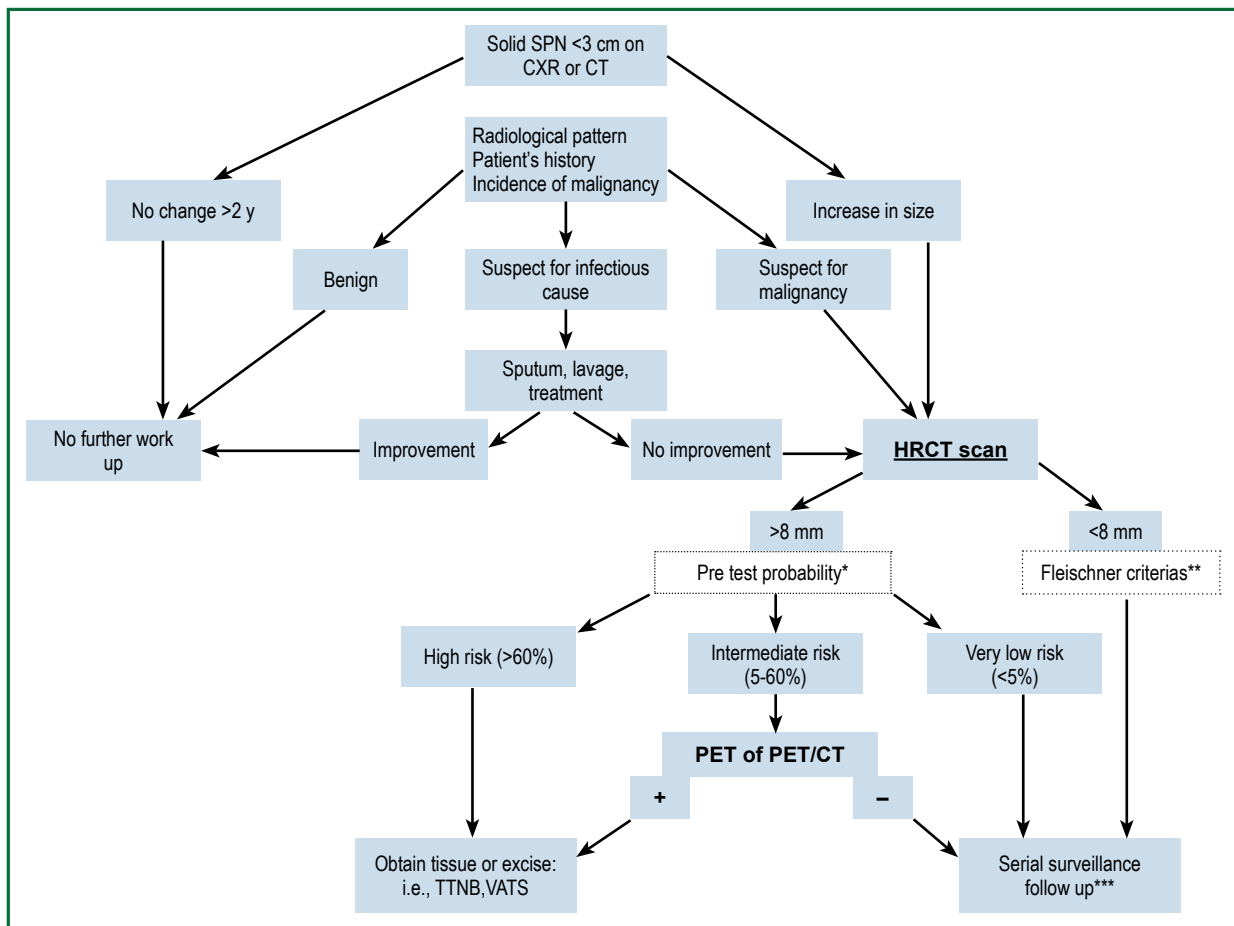 Solid SPN <3 cm on
CXR or CT
Radiological pattern
Patient's history
Incidence of malignancy
No change >2 y
Increase in size
Benign
Suspect for infectious
cause
Suspect for
malignancy
Sputum, lavage,
treatment
No further work
up
Improvement
No improvement
HRCT scan
>8 mm
<8 mm
Pre test probability*
Fleischner criterias**
High risk (>60%)
Intermediate risk
(5-60%)
Very low risk
(<5%)
PET of PET/CT
+
–
Obtain tissue or excise:
i.e., TTNB,VATS
Serial surveillance
follow up***